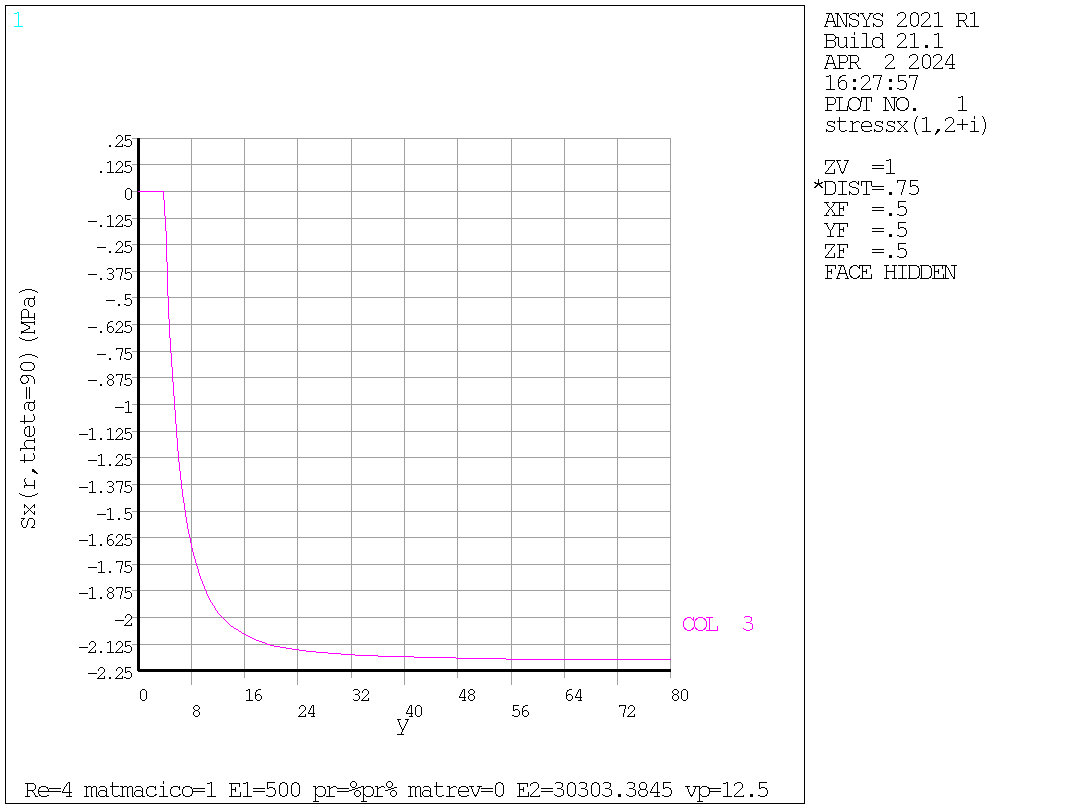 1
ANSYS 2021 R1
Build 21.1
APR  2 2024
16:27:57
PLOT NO.   1
stressx(1,2+i)
ZV  =1
*DIST=.75
XF  =.5
YF  =.5
ZF  =.5
FACE HIDDEN
.25
.125
0
-.125
-.25
-.375
-.5
-.625
-.75
-.875
-1
-1.125
-1.25
-1.375
-1.5
-1.625
-1.75
-1.875
-2
-2.125
-2.25
Sx(r,theta=90)(MPa)
COL  3
0
8
16
24
32
40
48
56
64
72
80
y
Re=4 matmacico=1 E1=500 pr=%pr% matrev=0 E2=30303.3845 vp=12.5